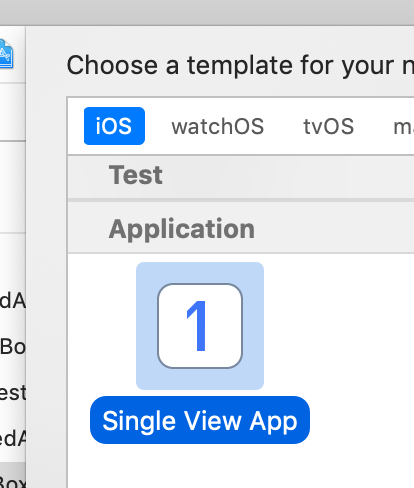 Choose a template for your n
iOS
watchOS
tvOS
ma
Test
Application
1
Single View App
dA
Bo
est
edA
Box